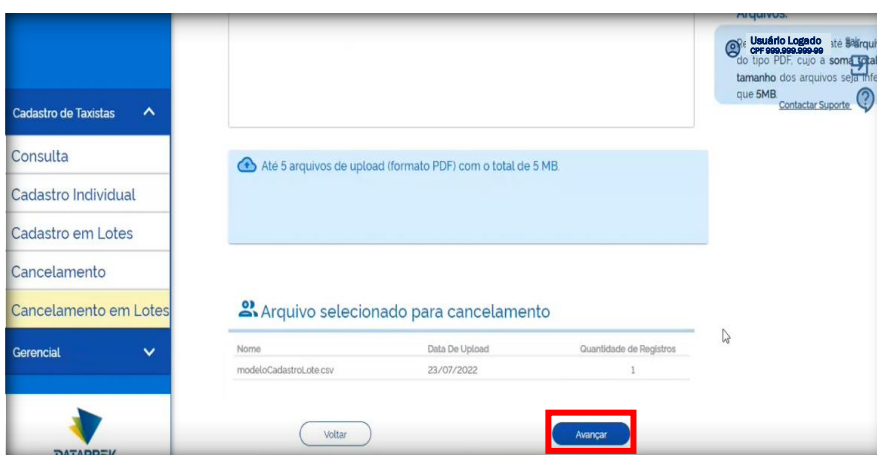 Cadastro de Taxistas
Consulta
Cadastro Individual
Cadastro em Lotes
Cancelamento
Cancelamento em Lotes
Gerencial
Até 5 arquivos de upload (formato PDF) com o total de 5 MB.
Arquivo selecionado para cancelamento
Nome Data De Upload Quantidade de Registros
modeloCadastroLote.csv 23/07/2022 1
Voltar Avançar
Arquivos:
Usuário Logado até
CPF 999.999.999-99
do tipo PDF, cujo a soma
tamanho dos arquivos seja
que 5MB.
Contactar Suporte